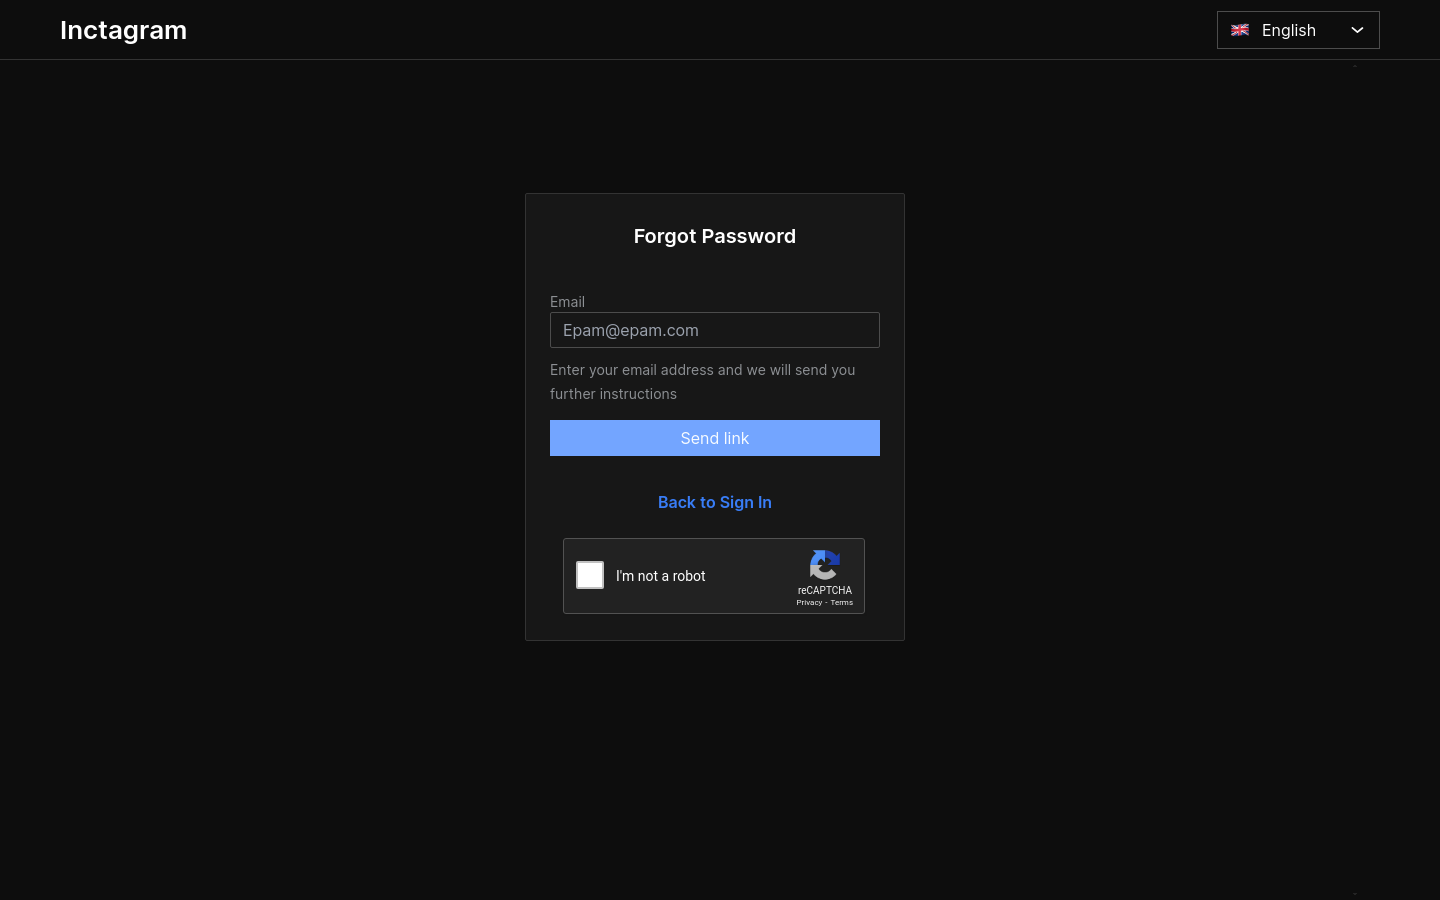 Inctagram
English
Forgot Password
Email
Epam@epam.com
Enter your email address and we will send you
further instructions
Send link
Back to Sign In
I'm not a robot
reCAPTCHA
Privacy - Terms